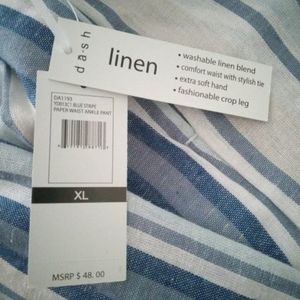 dash
linen
• washable linen blend
• comfort waist with stylish tie
• extra soft hand
• fashionable crop leg
DA1193
BLUE STRIPE
PAPER WAIST ANKLE PANT
XL
MSRP $ 48.00